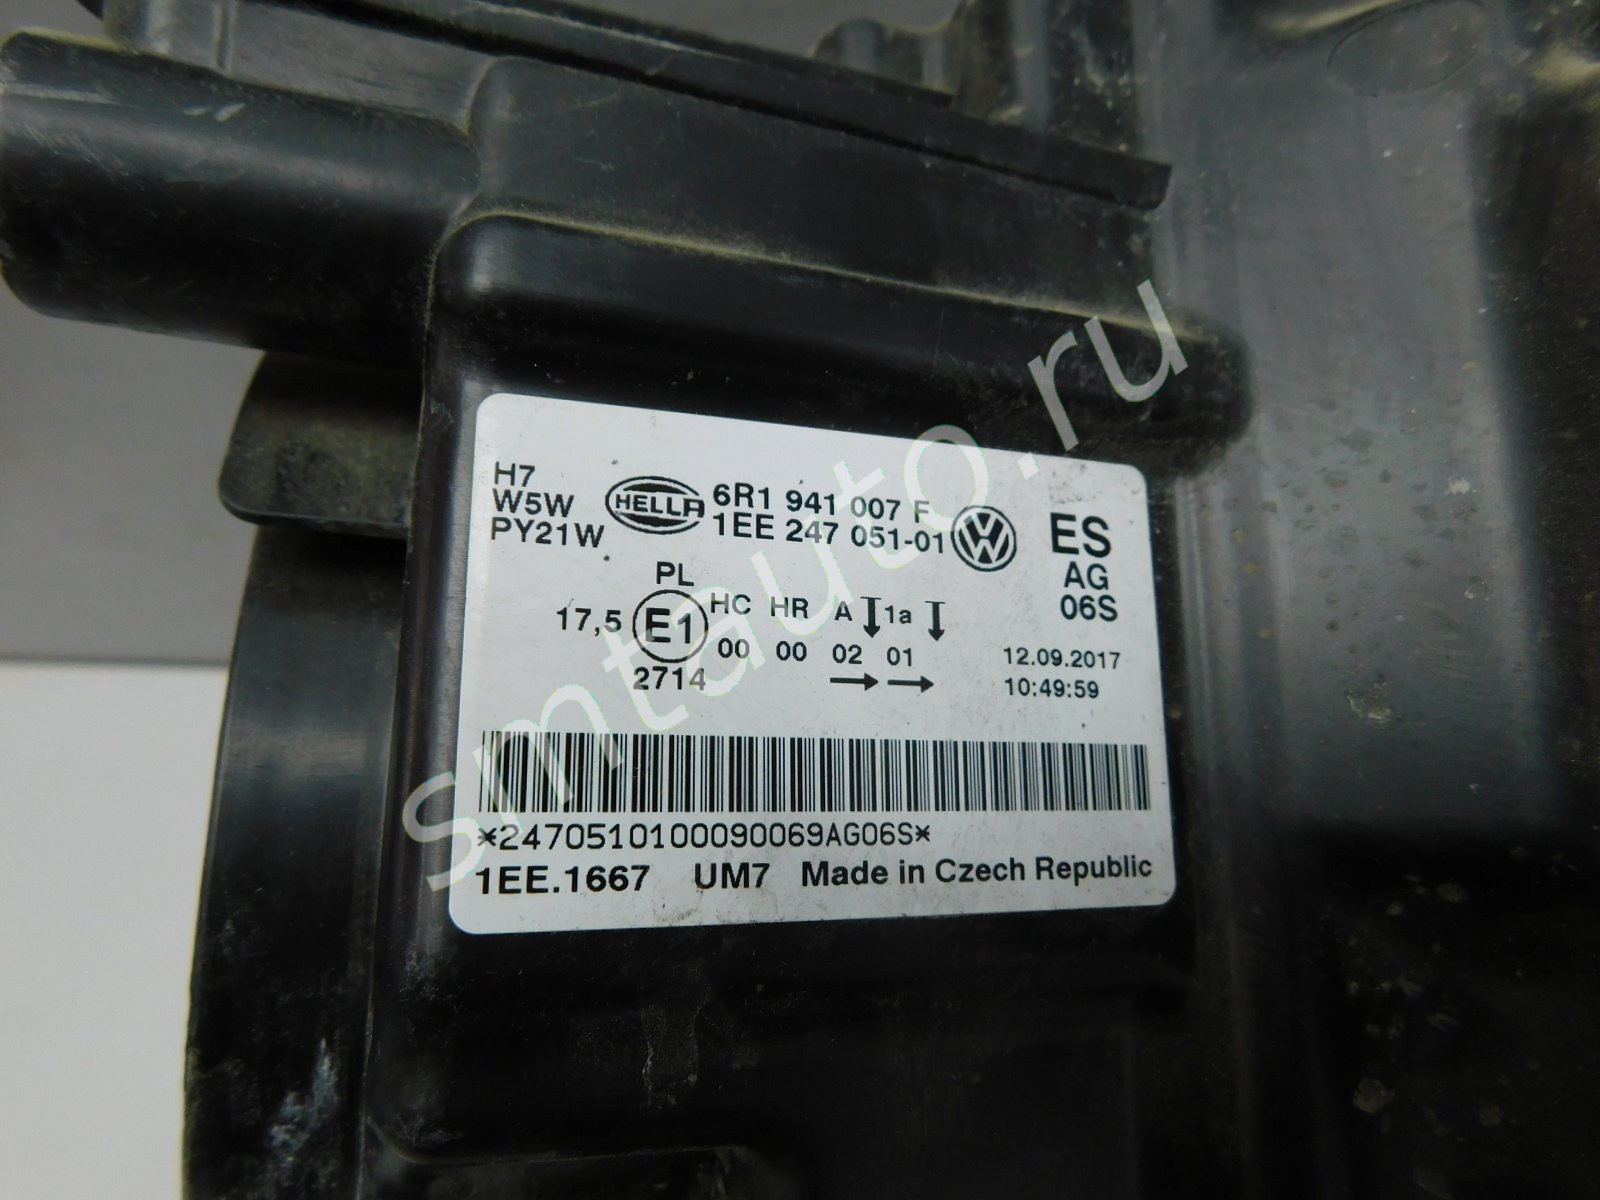 H7
W5W
PY21W
HELLA
6R1 941 007 F
1EE 247 051-01
ES
AG
06S
PL
17,5 E1
2714
HC HR A 1a
00 00 02 01
12.09.2017
10:49:59
*2470510100090069AG06S*
1EE.1667 UM7 Made in Czech Republic
smtauto.ru